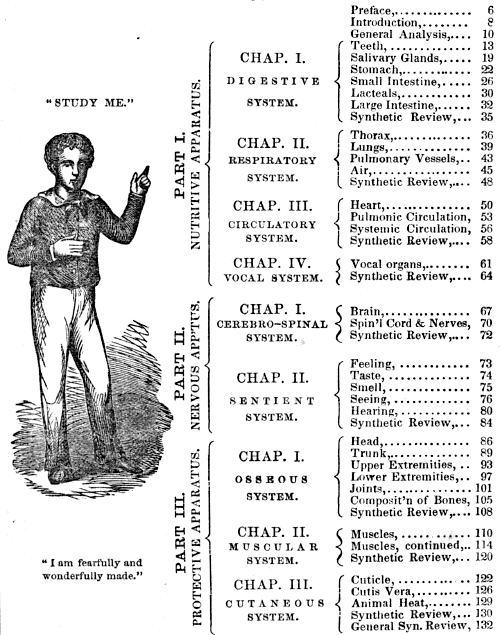 Preface,............... 6
Introduction,........ 8
General Analysis,.... 10
"STUDY ME."
"I am fearfully and
wonderfully made."
PART I.
NUTRITIVE APPARATUS.
CHAP. I.
DIGESTIVE
SYSTEM.
Teeth, ............... 13
Salivary Glands,..... 19
Stomach,............ 22
Small Intestine,..... 26
Lacteals,............ 30
Large Intestine,...... 32
Synthetic Review,... 35
CHAP. II.
RESPIRATORY
SYSTEM.
Thorax, ............. 36
Lungs,............... 39
Pulmonary Vessels,.. 43
Air,................. 45
Synthetic Review,.... 48
CHAP. III.
CIRCULATORY
SYSTEM.
Heart,............... 50
Pulmonic Circulation, 53
Systemic Circulation, 56
Synthetic Review,.... 58
CHAP. IV.
VOCAL SYSTEM.
Vocal organs,........ 61
Synthetic Review,.... 64
PART II.
NERVOUS APP'TUS.
CHAP. I.
CEREBRO-SPINAL
SYSTEM.
Brain,............... 67
Spin'l Cord & Nerves, 70
Synthetic Review,.... 72
CHAP. II.
SENTIENT
SYSTEM.
Feeling, ............. 73
Taste, ............... 74
Smell, ............... 75
Seeing, .............. 76
Hearing, ............. 80
Synthetic Review,... 84
PART III.
PROTECTIVE APPARATUS.
CHAP. I.
OSSEOUS
SYSTEM.
Head,............... 86
Trunk,............... 89
Upper Extremities, .. 93
Lower Extremities,.. 97
Joints,............. 101
Composit'n of Bones, 105
Synthetic Review,.... 108
CHAP. II.
MUSCULAR
SYSTEM.
Muscles, ............ 110
Muscles, continued,.. 114
Synthetic Review,... 120
CHAP. III.
CUTANEOUS
SYSTEM.
Cuticle, ............ 122
Cutis Vera,.......... 126
Animal Heat,........ 129
Synthetic Review,... 130
General Syn. Review, 132